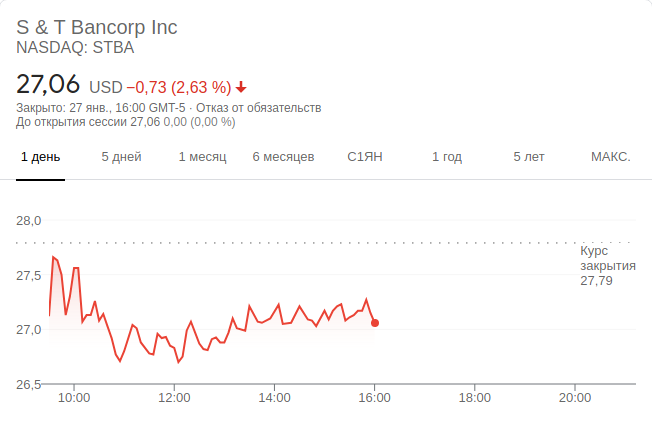 S & T Bancorp Inc
NASDAQ: STBA
27,06 USD −0,73 (2,63 %)
Закрыто: 27 янв., 16:00 GMT-5 · Отказ от обязательств
До открытия сессии 27,06 0,00 (0,00 %)
1 день 5 дней 1 месяц 6 месяцев С1ЯН 1 год 5 лет МАКС.
28,0
Курс
закрытия
27,79
27,5
27,0
26,5
10:00 12:00 14:00 16:00 18:00 20:00